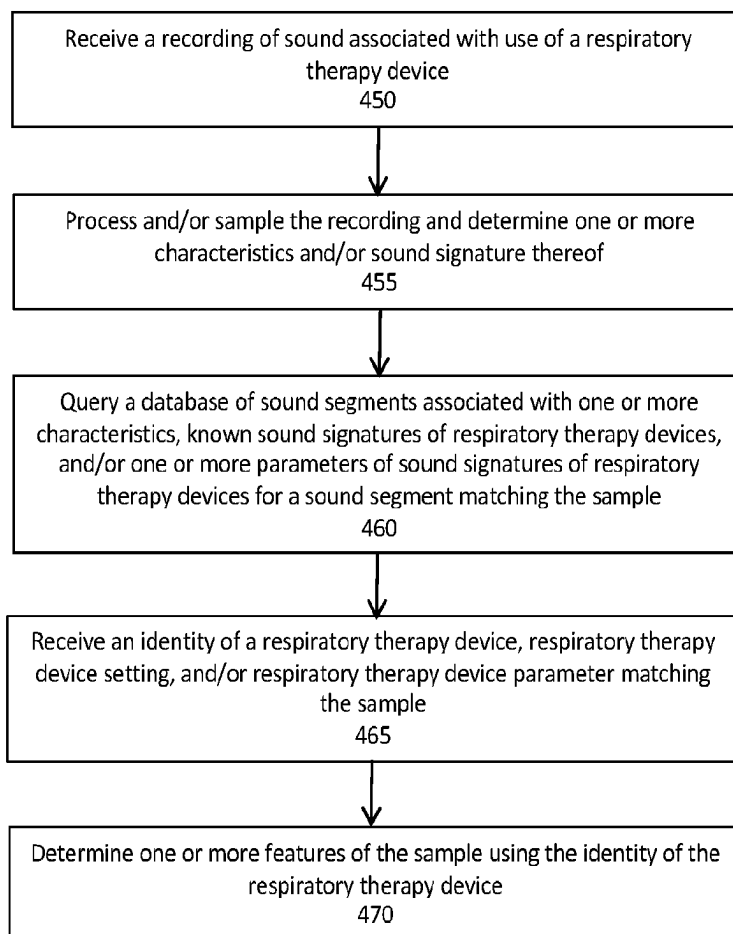 Receive a recording of sound associated with use of a respiratory
therapy device
450
Process and/or sample the recording and determine one or more
characteristics and/or sound signature thereof
455
Query a database of sound segments associated with one or more
characteristics, known sound signatures of respiratory therapy devices,
and/or one or more parameters of sound signatures of respiratory
therapy devices for a sound segment matching the sample
460
Receive an identity of a respiratory therapy device, respiratory therapy
device setting, and/or respiratory therapy device parameter matching
the sample
465
Determine one or more features of the sample using the identity of the
respiratory therapy device
470